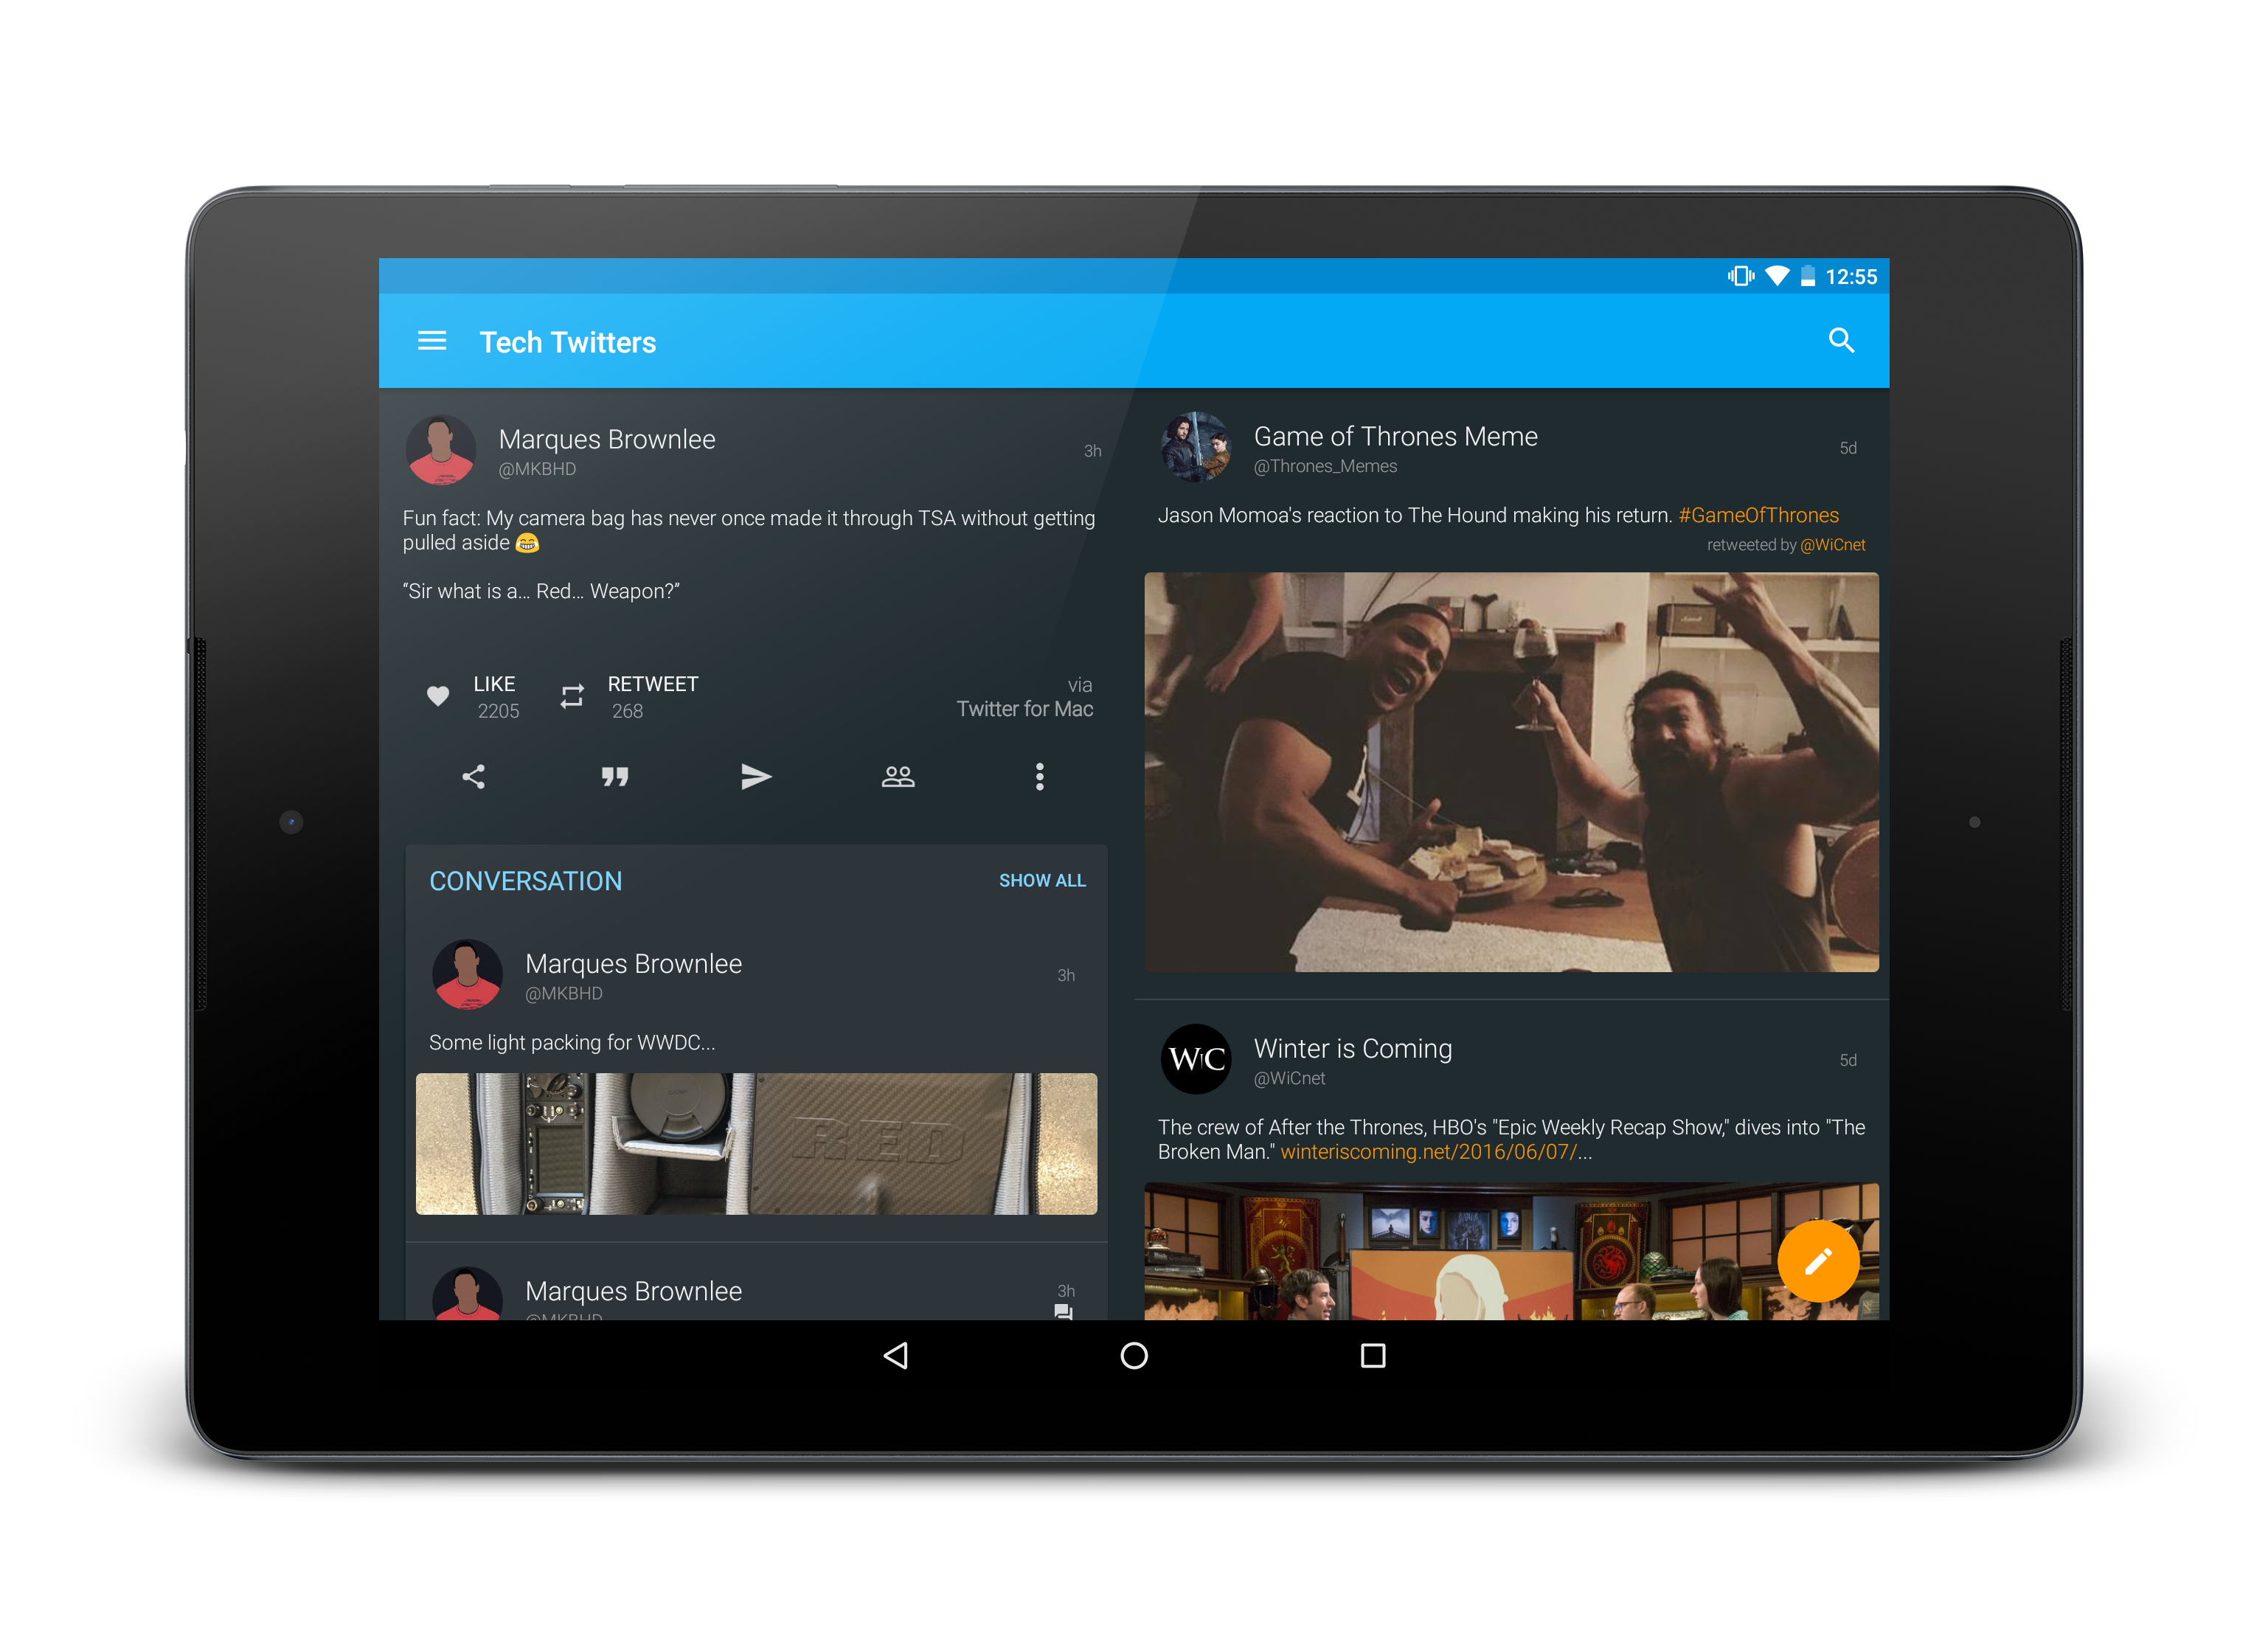 12:55
Tech Twitters
Marques Brownlee
@MKBHD
3h
Fun fact: My camera bag has never once made it through TSA without getting
pulled aside 😂
“Sir what is a... Red... Weapon?”
LIKE
2205
RETWEET
268
via
Twitter for Mac
CONVERSATION
SHOW ALL
Marques Brownlee
@MKBHD
3h
Some light packing for WWDC...
RED
Marques Brownlee
3h
@MKBHD
Game of Thrones Meme
@Thrones_Memes
5d
Jason Momoa's reaction to The Hound making his return. #GameOfThrones
retweeted by @WiCnet
Marshall
WiC
Winter is Coming
@WiCnet
5d
The crew of After the Thrones, HBO's "Epic Weekly Recap Show," dives into "The
Broken Man." winteriscoming.net/2016/06/07/...